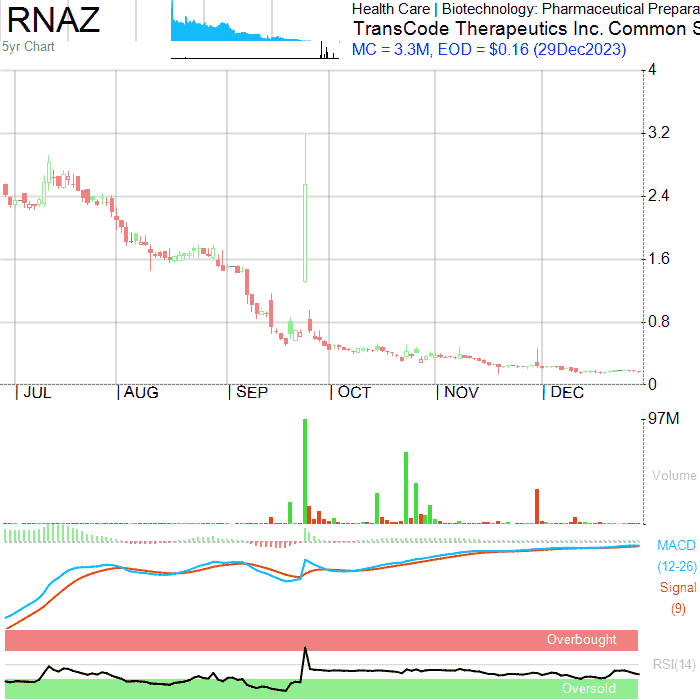 RNAZ
5yr Chart
Health Care | Biotechnology: Pharmaceutical Prepara
TransCode Therapeutics Inc. Common S
MC = 3.3M, EOD = $0.16 (29Dec2023)
4
3.2
2.4
1.6
0.8
0
JUL AUG SEP OCT NOV DEC
97M
Volume
MACD
(12-26)
Signal
(9)
Overbought
RSI(14)
Oversold